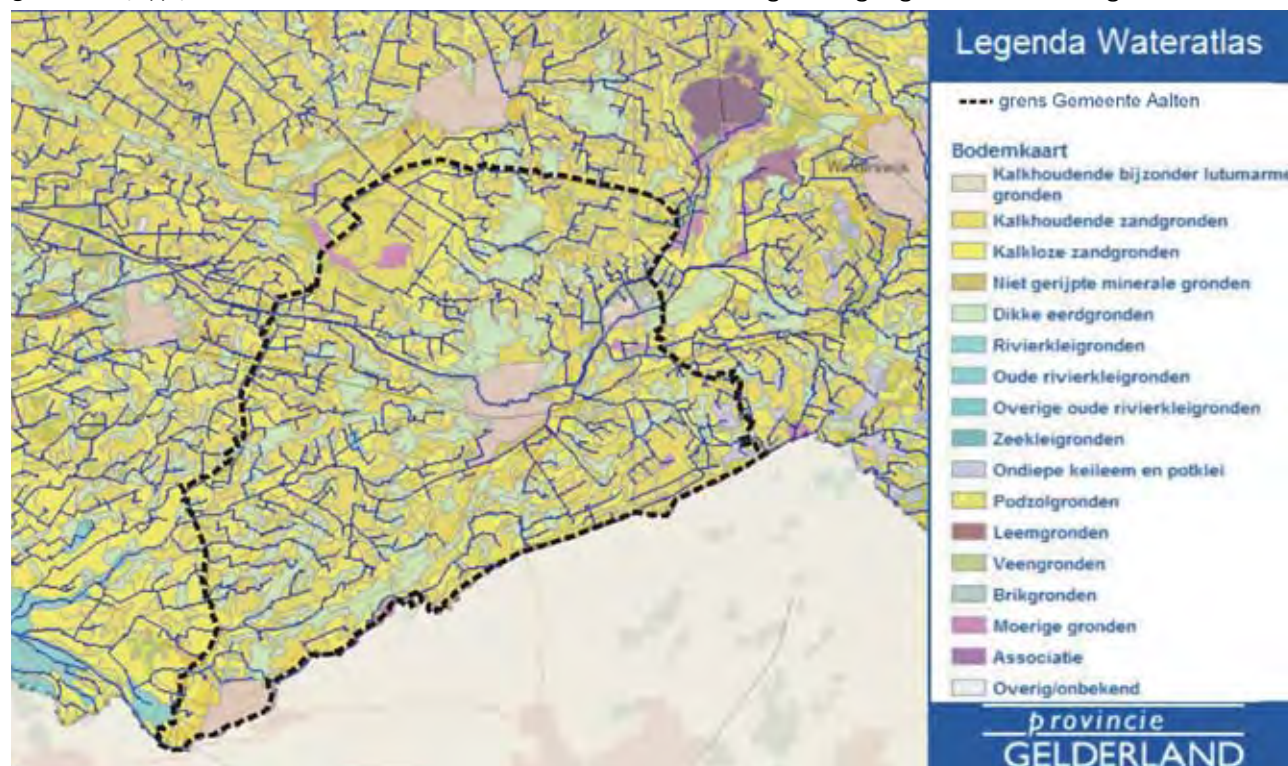 Legenda Wateratlas
grens Gemeente Aalten
Bodemkaart
Kalkhoudende bijzonder lutumarme
gronden
Kalkhoudende zandgronden
Kalkloze zandgronden
Niet gerijpte minerale gronden
Dikke eerdgronden
Rivierkleigronden
Oude rivierkleigronden
Overige oude rivierkleigronden
Zeekleigronden
Ondiepe keileem en potklei
Podzolgronden
Leemgronden
Veengronden
Brikgronden
Moerige gronden
Associatie
Overig/onbekend
provincie
GELDERLAND